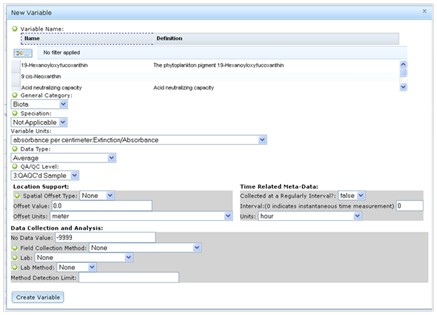 New Variable
Variable Name:
Name Definition
No filter applied
19-Hexanoyloxyfucoxanthin The phytoplankton pigment 19-Hexanoyloxyfucoxanthin
9 cis-Neoxanthin
Acid neutralizing capacity Acid neutralizing capacity
General Category:
Biota
Speciation:
Not Applicable
Variable Units:
absorbance per centimeter:Extinction/Absorbance
Data Type:
Average
QA/QC Level:
3:QAQC'd Sample
Location Support: Time Related Meta-Data:
Spatial Offset Type: None Collected at a Regularly Interval?: false
Offset Value: 0.0 Interval:(0 indicates instantaneous time measurement) 0
Offset Units: meter Units: hour
Data Collection and Analysis:
No Data Value: -9999
Field Collection Method: None
Lab: None
Lab Method: None
Method Detection Limit:
Create Variable